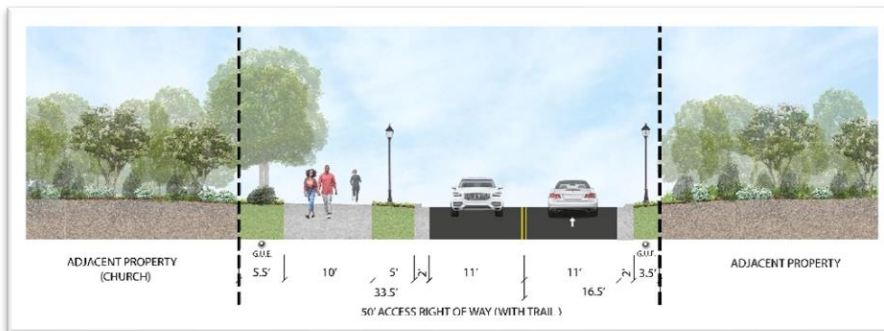 ADJACENT PROPERTY
(CHURCH)
G.U.E.
5.5'
10'
5'
2'
11'
11'
2'
G.U.E.
3.5'
33.5'
16.5'
ADJACENT PROPERTY
50' ACCESS RIGHT OF WAY (WITH TRAIL)